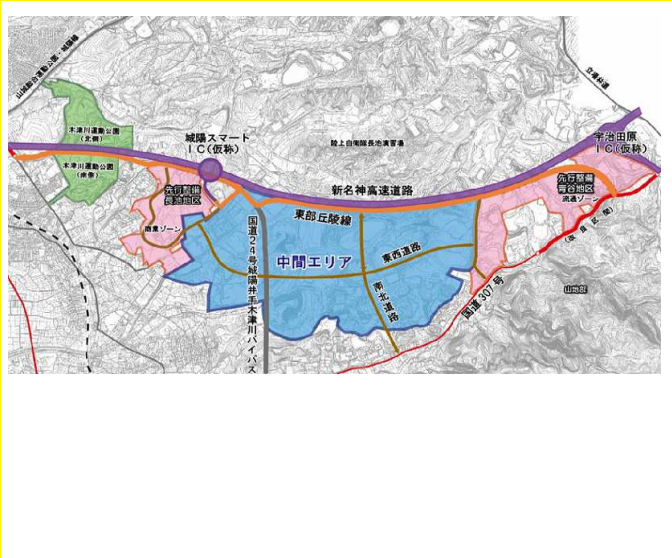 木津川運動公園
(北側)
木津川運動公園
(南側)
城陽スマート
IC(仮称)
陸上自衛隊長池演習場
宇治田原
IC(仮称)
先行整備
長池地区
商業ゾーン
新名神高速道路
東部丘陵線
先行整備
青谷地区
流通ゾーン
(改良区間)
中間エリア
東西道路
南北道路
国道24号城陽井手木津川バイパス
国道307号